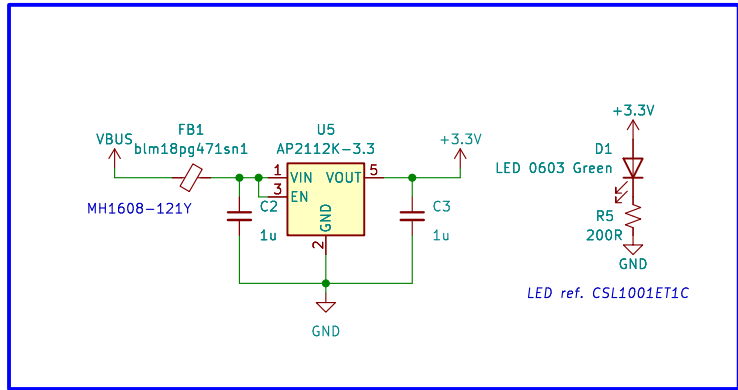 FB1
VBUS
blm18pg471sn1
MH1608-121Y
U5
AP2112K-3.3
1
VIN
VOUT
5
3
EN
GND
2
C2
1u
+3.3V
C3
1u
GND
+3.3V
D1
LED 0603 Green
R5
200R
GND
LED ref. CSL1001ET1C